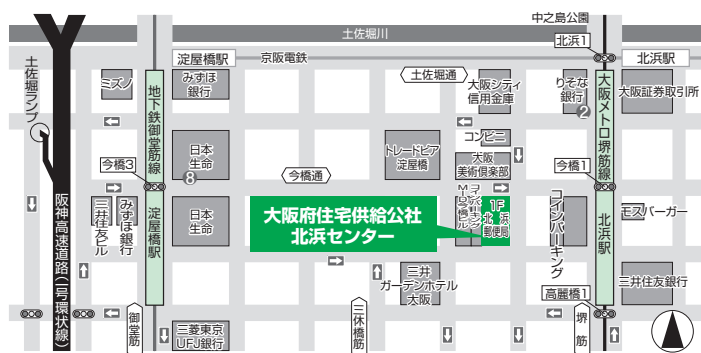 中之島公園
土佐堀川
北浜1
淀屋橋駅
京阪電鉄
北浜駅
土佐堀ランプ
ミズノ
地下鉄御堂筋線
みずほ
銀行
土佐堀通
大阪シティ
信用金庫
りそな
銀行
2
大阪メトロ堺筋線
大阪証券取引所
コンビニ
日本
生命
8
トレードピア
淀屋橋
大阪
美術倶楽部
今橋3
今橋通
今橋1
阪神高速道路(1号環状線)
三井住友ビル
みずほ銀行
淀屋橋駅
日本
生命
大阪府住宅供給公社
北浜センター
コインパーキング
1F
北浜
郵便局
コインパーキング
北浜駅
モスバーガー
三井
ガーデンホテル
大阪
三井住友銀行
高麗橋1
御堂筋
三菱東京
UFJ銀行
三休橋筋
堺筋